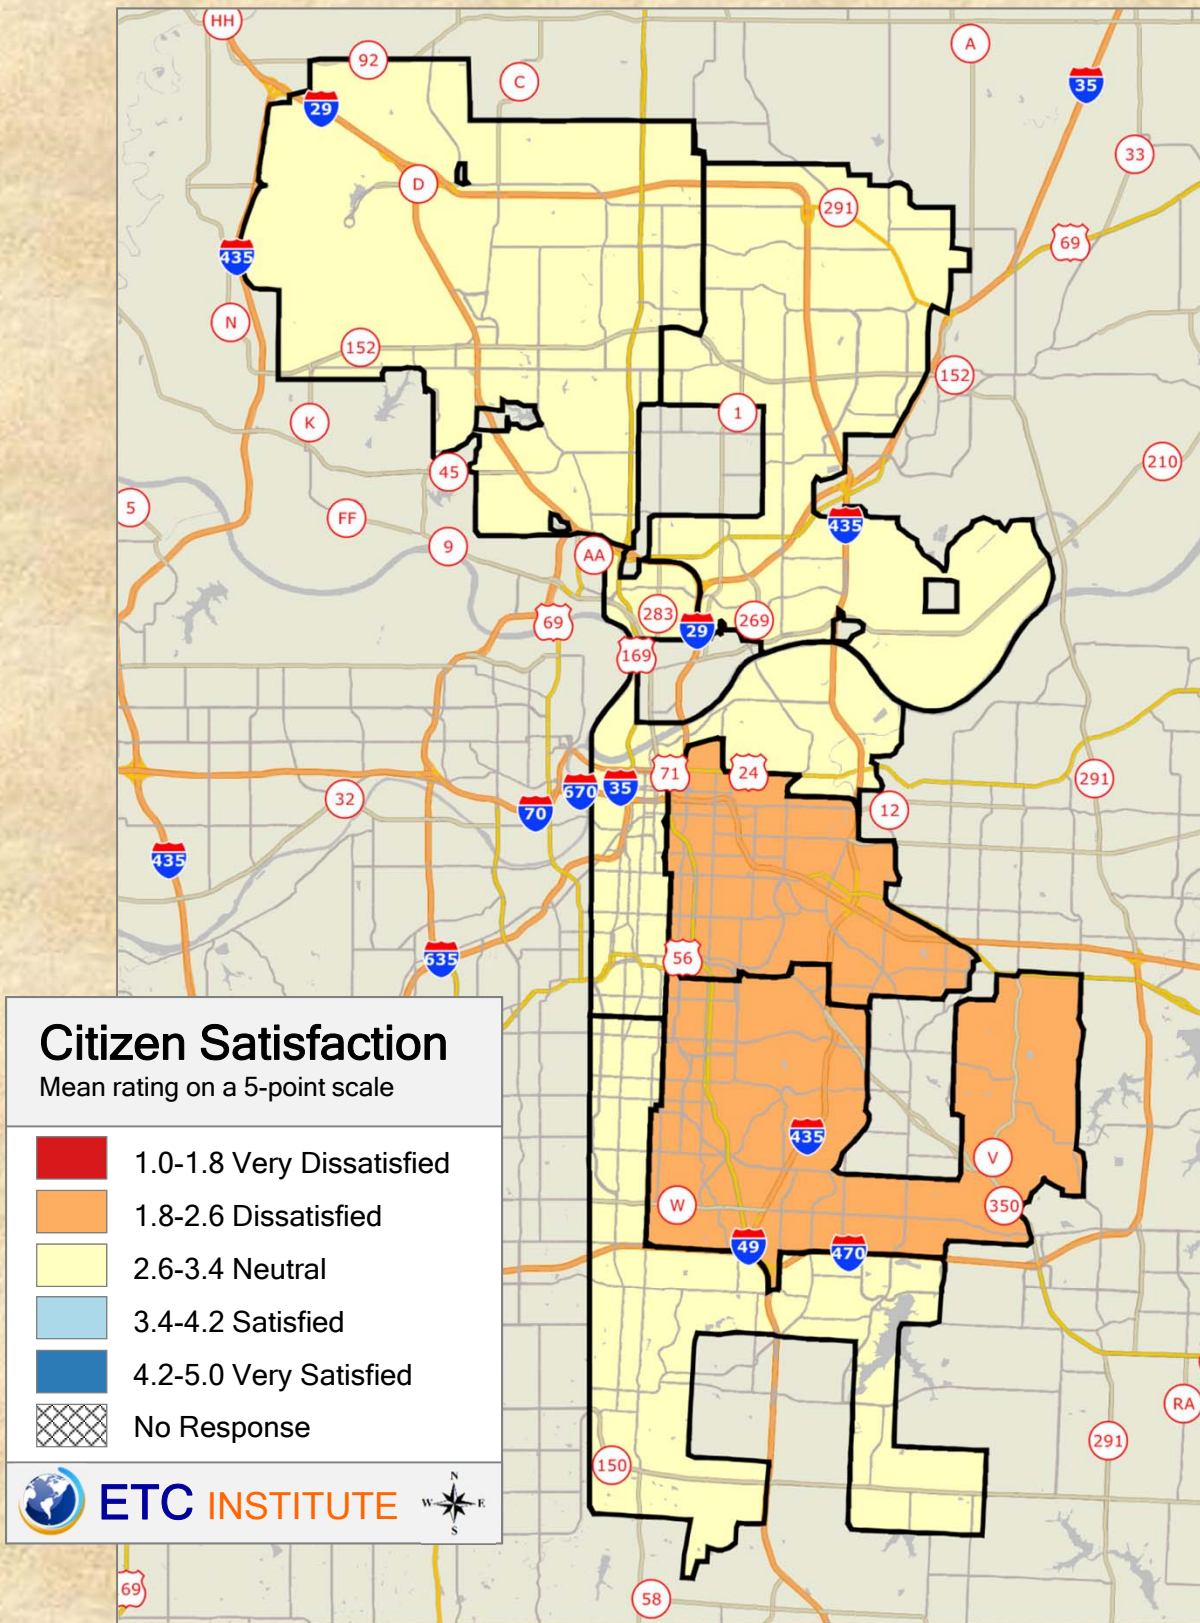 HH
92
C
A
29
35
33
D
291
69
435
N
152
152
K
1
45
210
5
FF
435
9
AA
283
269
69
29
169
71
24
291
670
35
32
70
12
435
56
635
Citizen Satisfaction
Mean rating on a 5-point scale
1.0-1.8 Very Dissatisfied
1.8-2.6 Dissatisfied
2.6-3.4 Neutral
3.4-4.2 Satisfied
4.2-5.0 Very Satisfied
No Response
ETC INSTITUTE
N
W E
S
435
V
W
350
49
470
RA
291
150
69
58